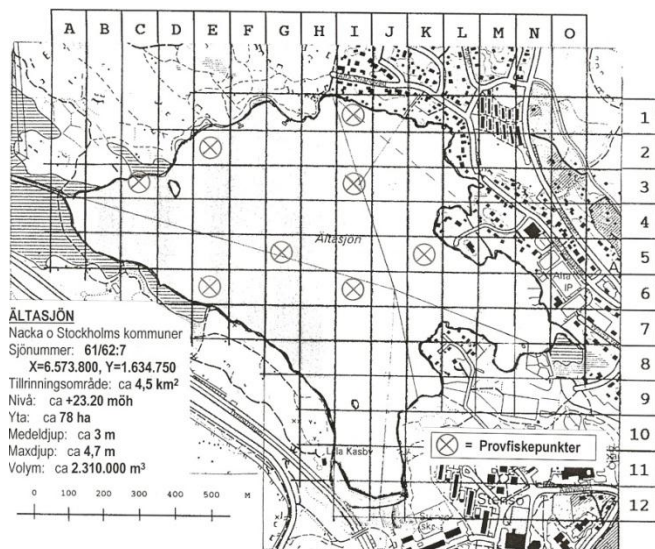 A B C D E F G H I J K L M N O
1
2
3
4
Ältasjön
5
Älta
IP
6
7
ÄLTASJÖN
Nacka o Stockholms kommuner
Sjönummer: 61/62:7
X=6.573.800, Y=1.634.750
8
Tillrinningsområde: ca 4,5 km²
Nivå: ca +23.20 möh
9
Yta: ca 78 ha
Medeldjup: ca 3 m
Maxdjup: ca 4,7 m
Volym: ca 2.310.000 m³
= Provfiskepunkter
10
Lilla Kasby
11
0 100 200 300 400 500 M
12